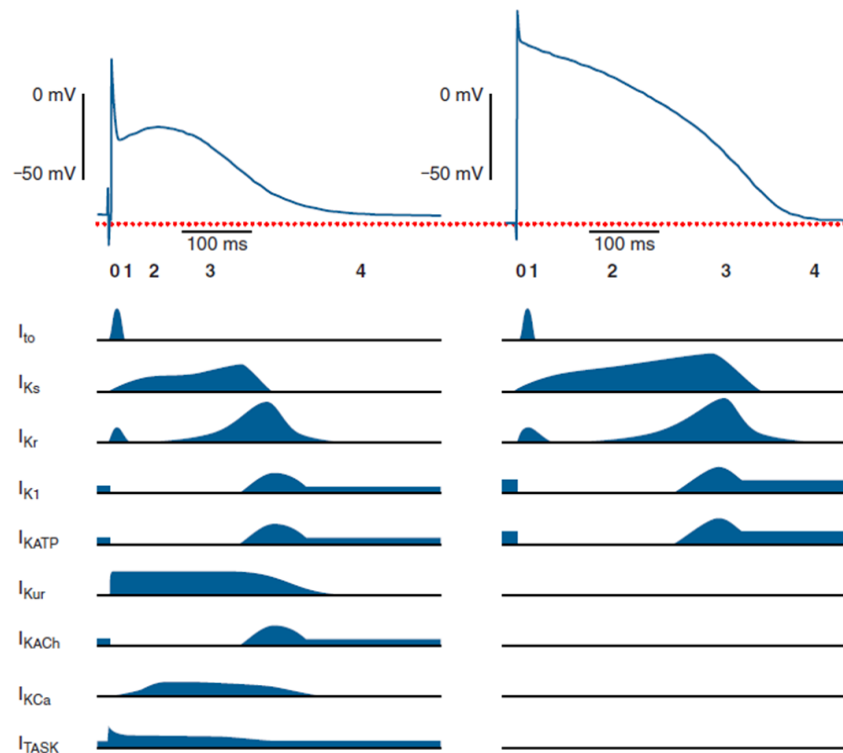 0 mV 0 mV
−50 mV −50 mV
100 ms 100 ms
0 1 2 3 4 0 1 2 3 4
Ito
IKs
IKr
IK1
IKATP
IKur
IKACh
IKCa
ITASK